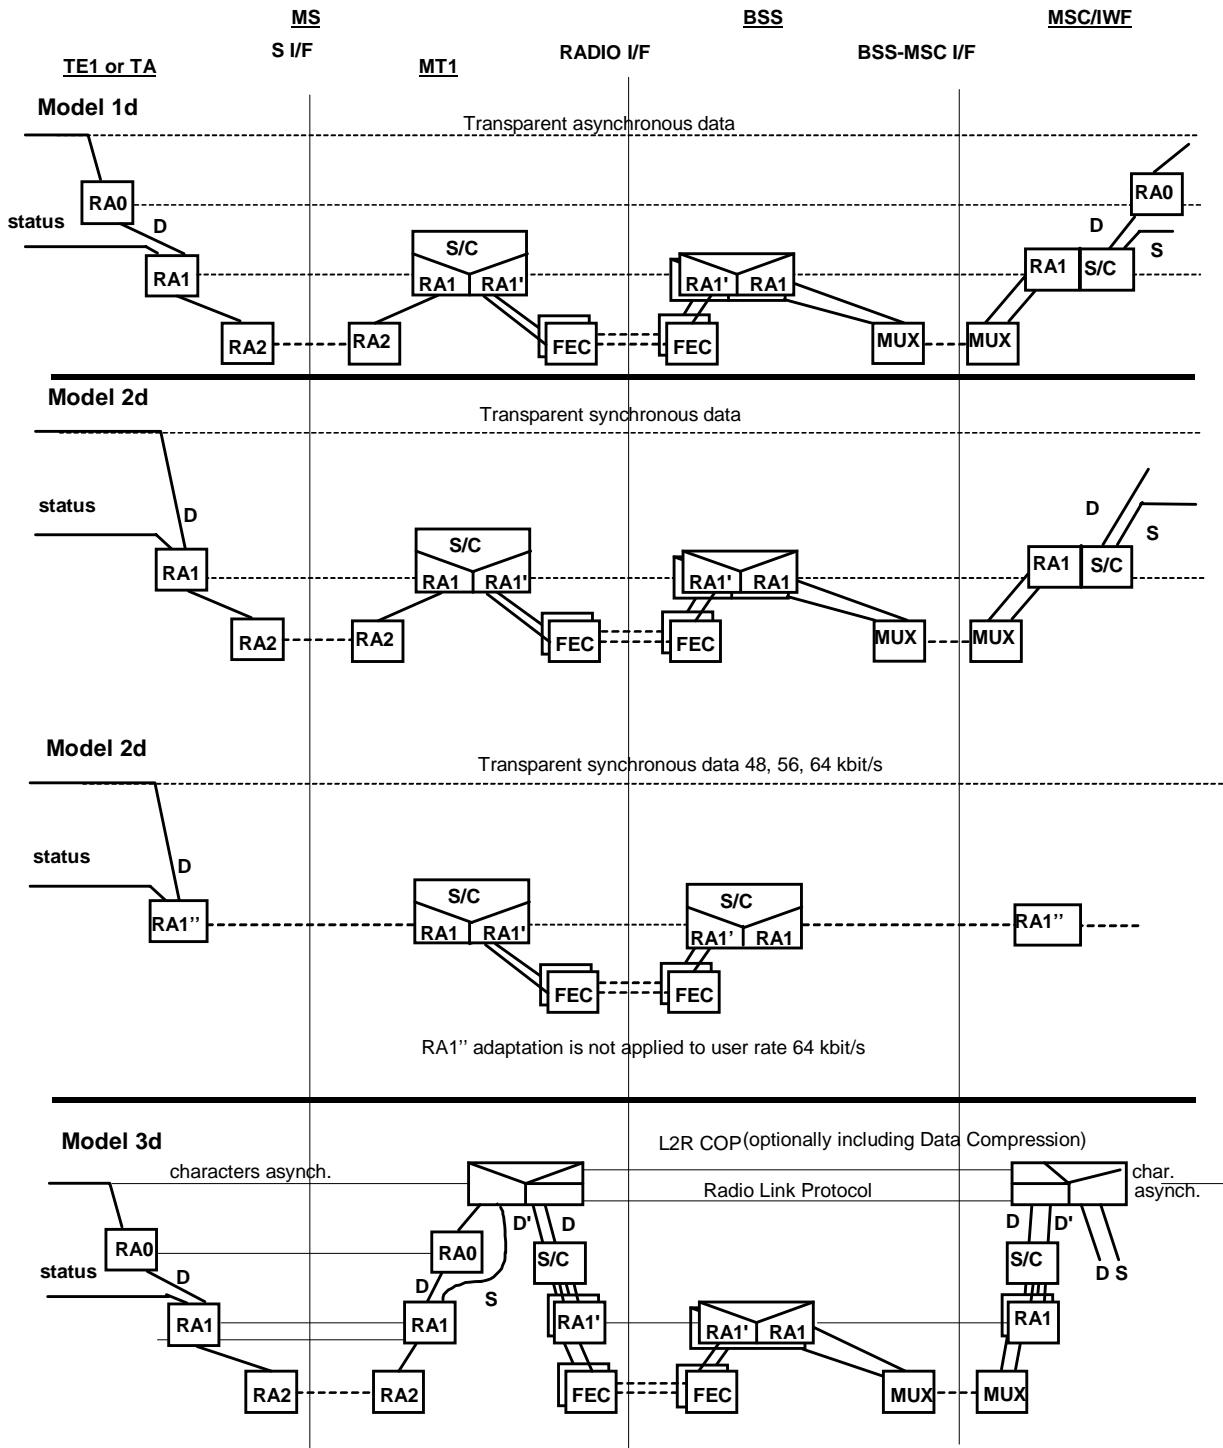 MS BSS MSC/IWF
S I/F RADIO I/F BSS-MSC I/F
TE1 or TA MT1
Model 1d
Transparent asynchronous data
RA0 RA0
status D D
S/C S
RA1 RA1 RA1' RA1' RA1 RA1 S/C
RA2 RA2 FEC FEC MUX MUX
Model 2d
Transparent synchronous data
status D D
S/C S
RA1 RA1 RA1' RA1' RA1 RA1 S/C
RA2 RA2 FEC FEC MUX MUX
Model 2d
Transparent synchronous data 48, 56, 64 kbit/s
status D
S/C S/C
RA1'' RA1 RA1' RA1' RA1 RA1''
FEC FEC
RA1'' adaptation is not applied to user rate 64 kbit/s
Model 3d
L2R COP(optionally including Data Compression)
characters asynch. char.
Radio Link Protocol asynch.
D' D D D'
RA0 RA0 S/C S/C
status D D S D S
RA1 RA1 RA1' RA1' RA1 RA1
RA2 RA2 FEC FEC MUX MUX